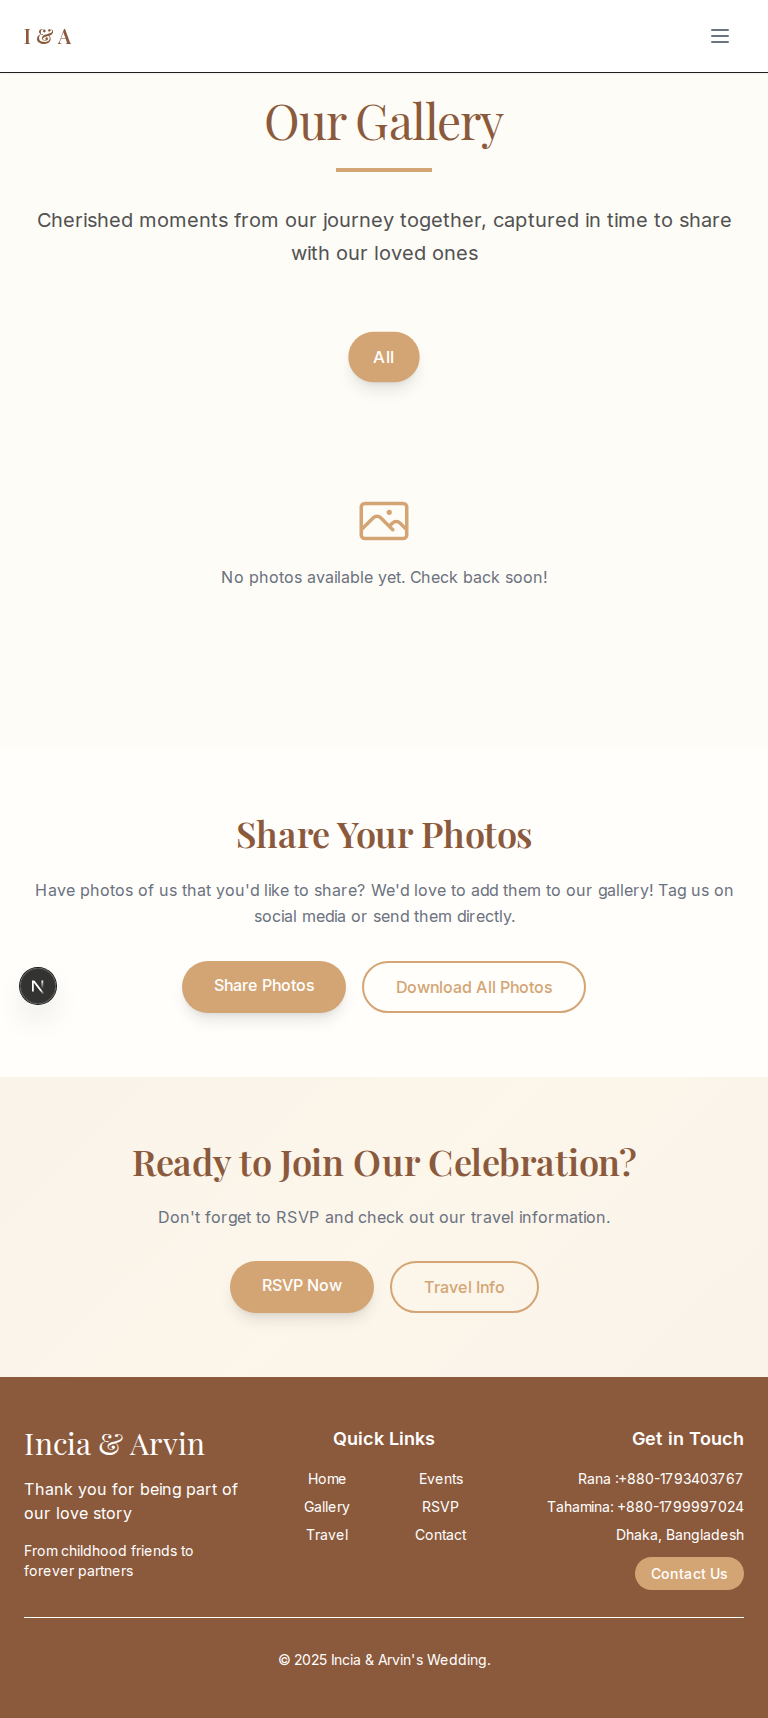 I & A
Our Gallery
Cherished moments from our journey together, captured in time to share
with our loved ones
All
No photos available yet. Check back soon!
Share Your Photos
Have photos of us that you'd like to share? We'd love to add them to our gallery! Tag us on
social media or send them directly.
N
Share Photos
Download All Photos
Ready to Join Our Celebration?
Don't forget to RSVP and check out our travel information.
RSVP Now
Travel Info
Incia & Arvin
Thank you for being part of
our love story
From childhood friends to
forever partners
Quick Links
Home
Events
Gallery
RSVP
Travel
Contact
Get in Touch
Rana :+880-1793403767
Tahamina: +880-1799997024
Dhaka, Bangladesh
Contact Us
© 2025 Incia & Arvin's Wedding.